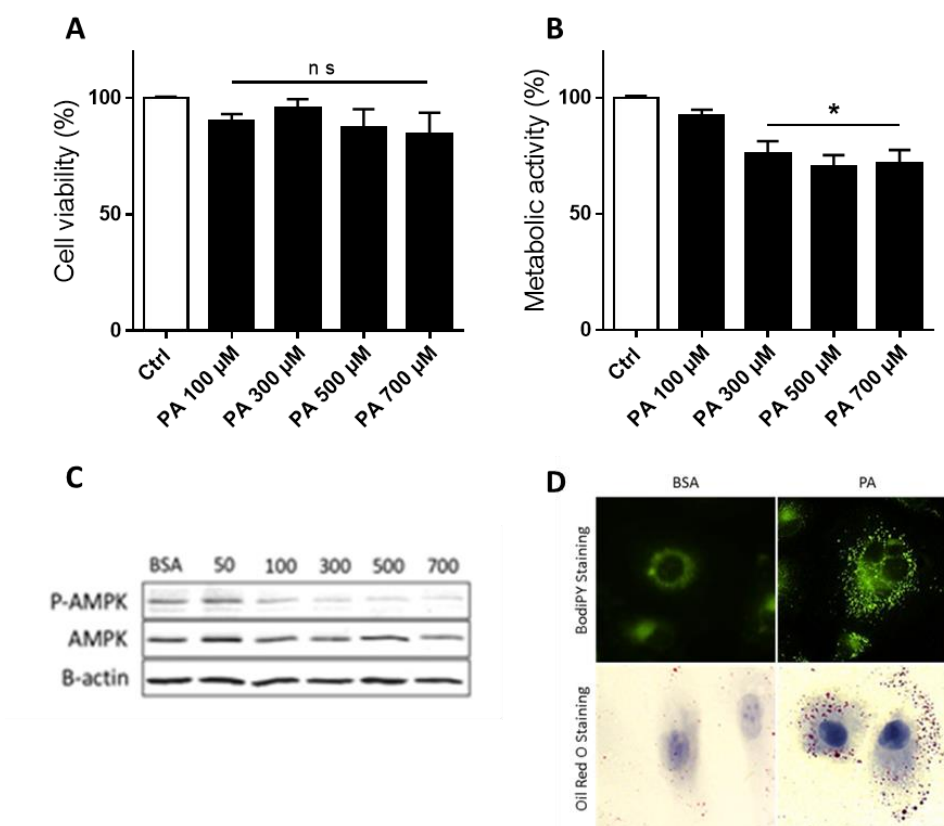 A
n s
Cell viability (%)
100
50
0
Ctrl
PA 100 µM
PA 300 µM
PA 500 µM
PA 700 µM
B
*
Metabolic activity (%)
100
50
0
Ctrl
PA 100 µM
PA 300 µM
PA 500 µM
PA 700 µM
C
BSA 50 100 300 500 700
P-AMPK
AMPK
B-actin
D
BSA PA
BodiPY Staining
Oil Red O Staining